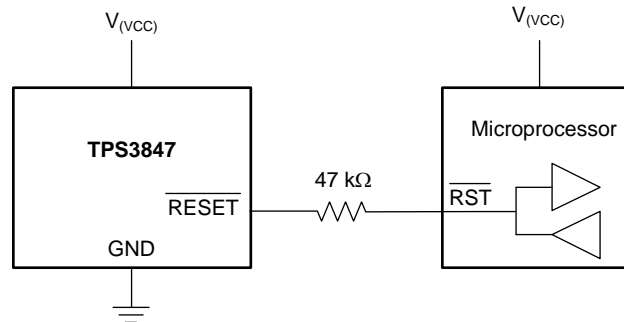 V(VCC)
V(VCC)
TPS3847
Microprocessor
47 kΩ
RESET
RST
GND